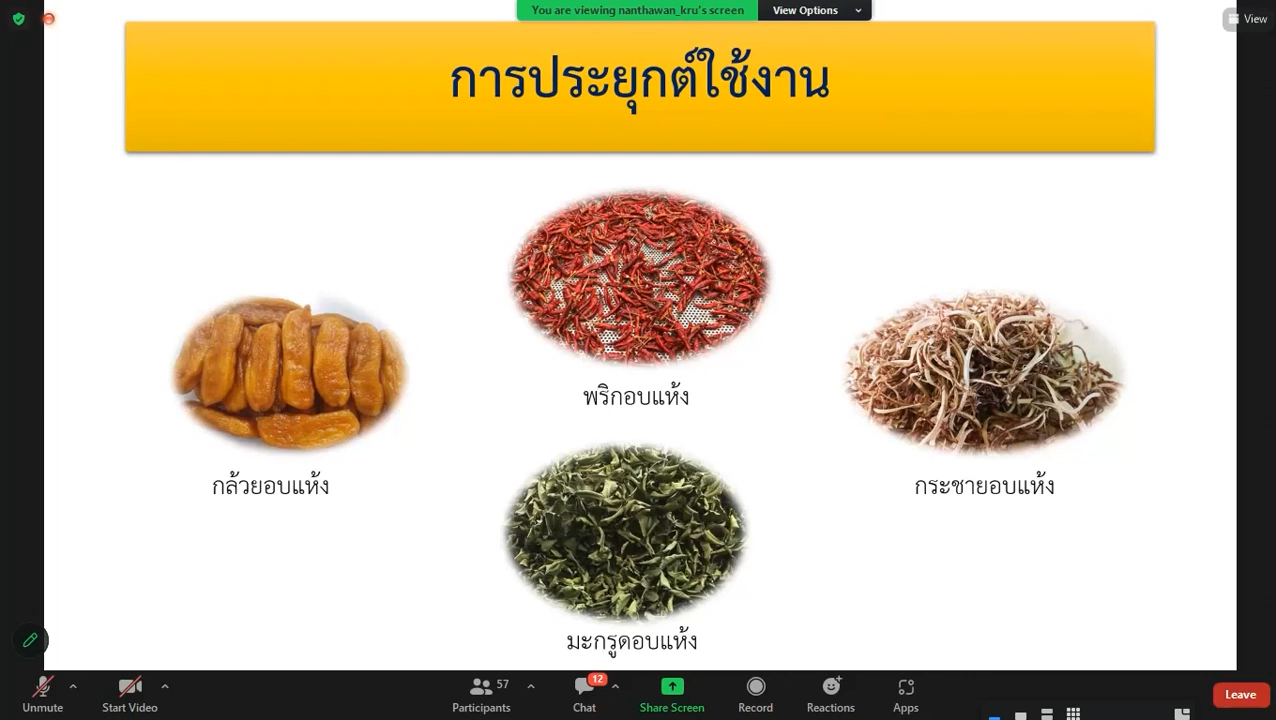 You are viewing nanthawan_kru's screen
View Options
View
การประยุกต์ใช้งาน
พริกอบแห้ง
กล้วยอบแห้ง
กระชายอบแห้ง
มะกรูดอบแห้ง
57
12
Unmute
Start Video
Participants
Chat
Share Screen
Record
Reactions
Apps
Leave